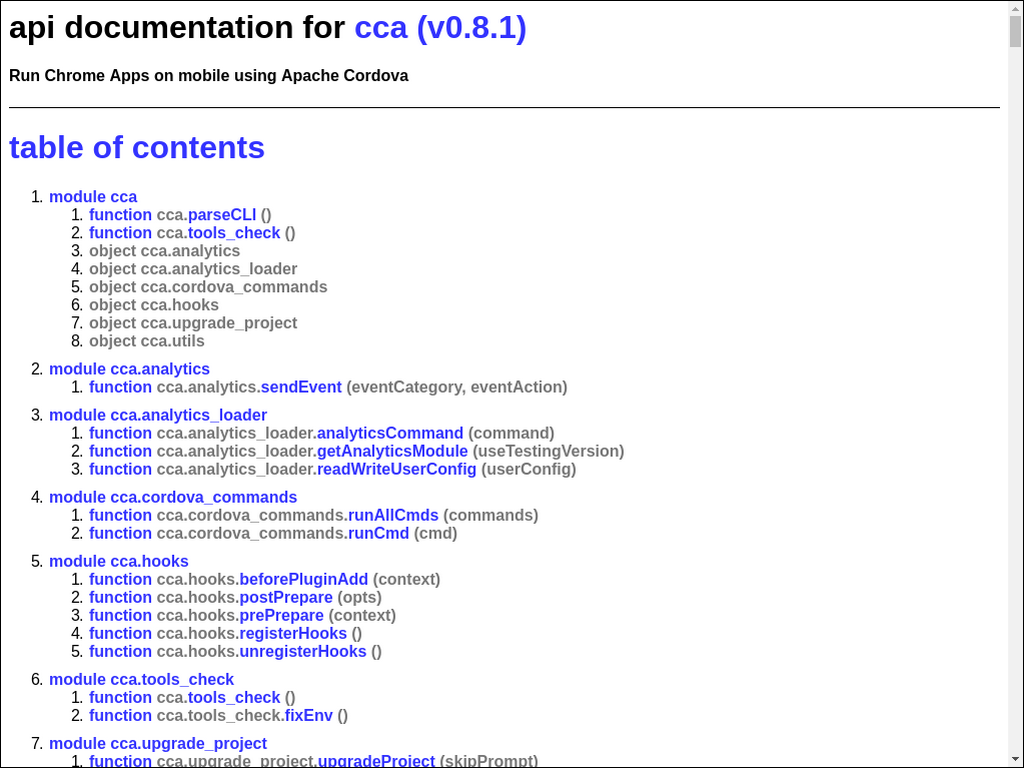 api documentation for cca (v0.8.1)
Run Chrome Apps on mobile using Apache Cordova
table of contents
1. module cca
1. function cca.parseCLI ()
2. function cca.tools_check ()
3. object cca.analytics
4. object cca.analytics_loader
5. object cca.cordova_commands
6. object cca.hooks
7. object cca.upgrade_project
8. object cca.utils
2. module cca.analytics
1. function cca.analytics.sendEvent (eventCategory, eventAction)
3. module cca.analytics_loader
1. function cca.analytics_loader.analyticsCommand (command)
2. function cca.analytics_loader.getAnalyticsModule (useTestingVersion)
3. function cca.analytics_loader.readWriteUserConfig (userConfig)
4. module cca.cordova_commands
1. function cca.cordova_commands.runAllCmds (commands)
2. function cca.cordova_commands.runCmd (cmd)
5. module cca.hooks
1. function cca.hooks.beforePluginAdd (context)
2. function cca.hooks.postPrepare (opts)
3. function cca.hooks.prePrepare (context)
4. function cca.hooks.registerHooks ()
5. function cca.hooks.unregisterHooks ()
6. module cca.tools_check
1. function cca.tools_check ()
2. function cca.tools_check.fixEnv ()
7. module cca.upgrade_project
1. function cca.upgrade_project.upgradeProject (skipPrompt)